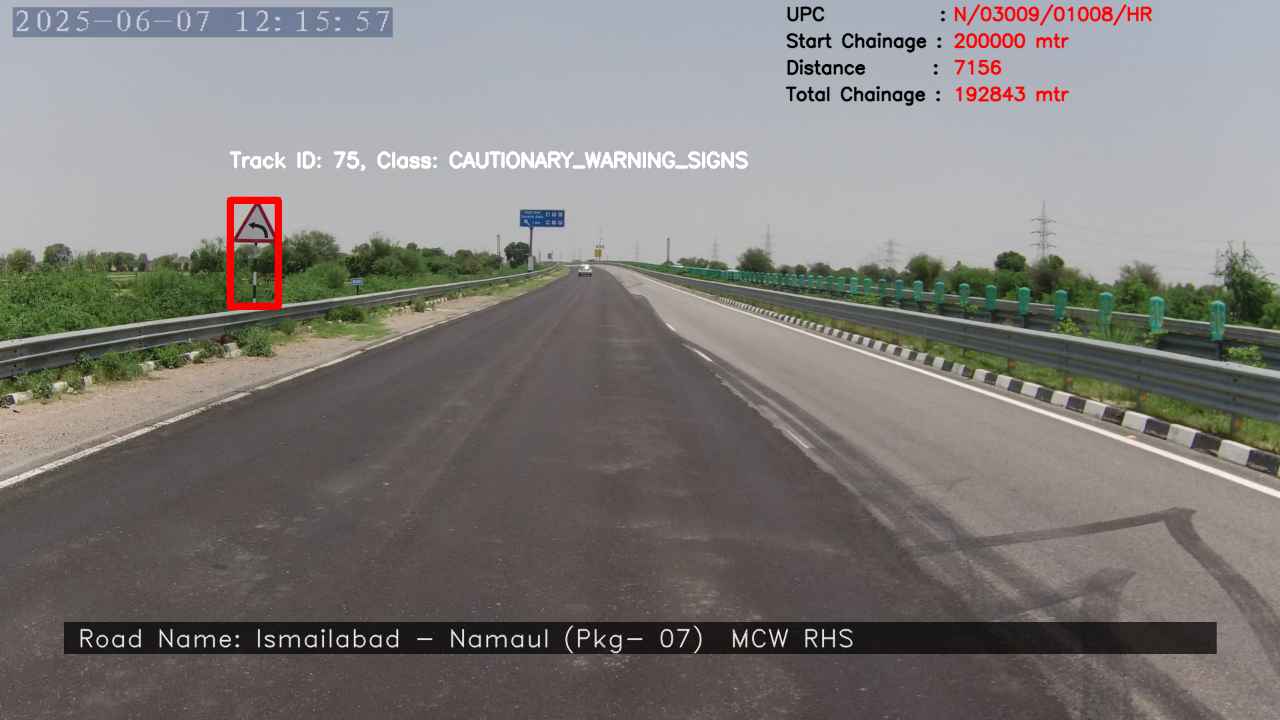 2025-06-07 12:15:57
UPC : N/03009/01008/HR
Start Chainage : 200000 mtr
Distance : 7156
Total Chainage : 192843 mtr
Track ID: 75, Class: CAUTIONARY_WARNING_SIGNS
Road Name: Ismailabad - Namaul (Pkg- 07) MCW RHS